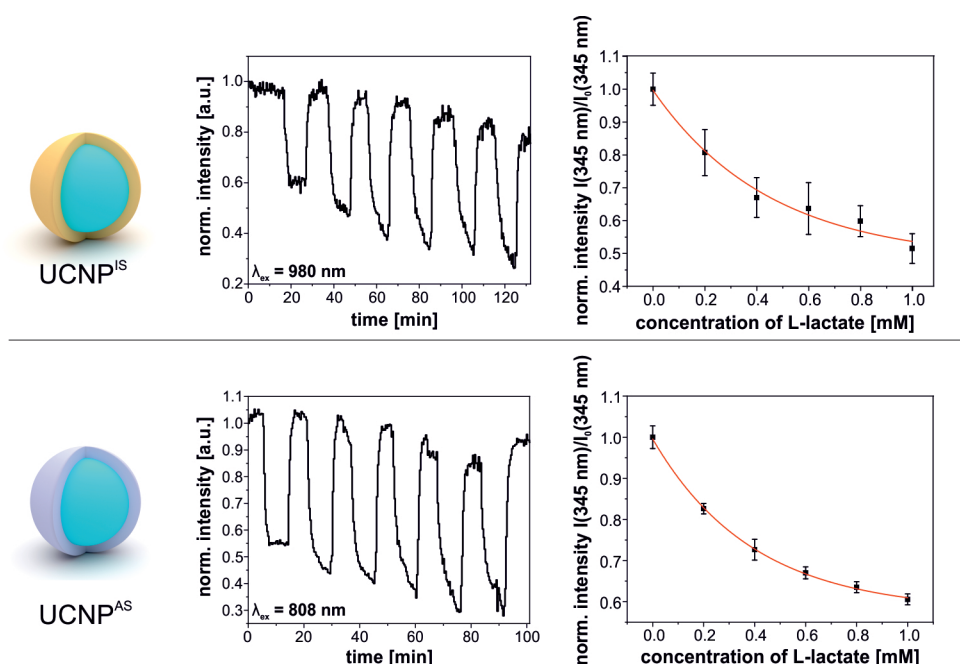 norm. intensity [a.u.]
1.0
0.8
0.6
0.4
0.2
λex = 980 nm
0 20 40 60 80 100 120
time [min]
norm. intensity I(345 nm)/I0(345 nm)
1.1
1.0
0.9
0.8
0.7
0.6
0.5
0.4
0.0 0.2 0.4 0.6 0.8 1.0
concentration of L-lactate [mM]
UCNPIS
norm. intensity [a.u.]
1.1
1.0
0.9
0.8
0.7
0.6
0.5
0.4
0.3
λex = 808 nm
0 20 40 60 80 100
time [min]
norm. intensity I(345 nm)/I0(345 nm)
1.1
1.0
0.9
0.8
0.7
0.6
0.0 0.2 0.4 0.6 0.8 1.0
concentration of L-lactate [mM]
UCNPAS